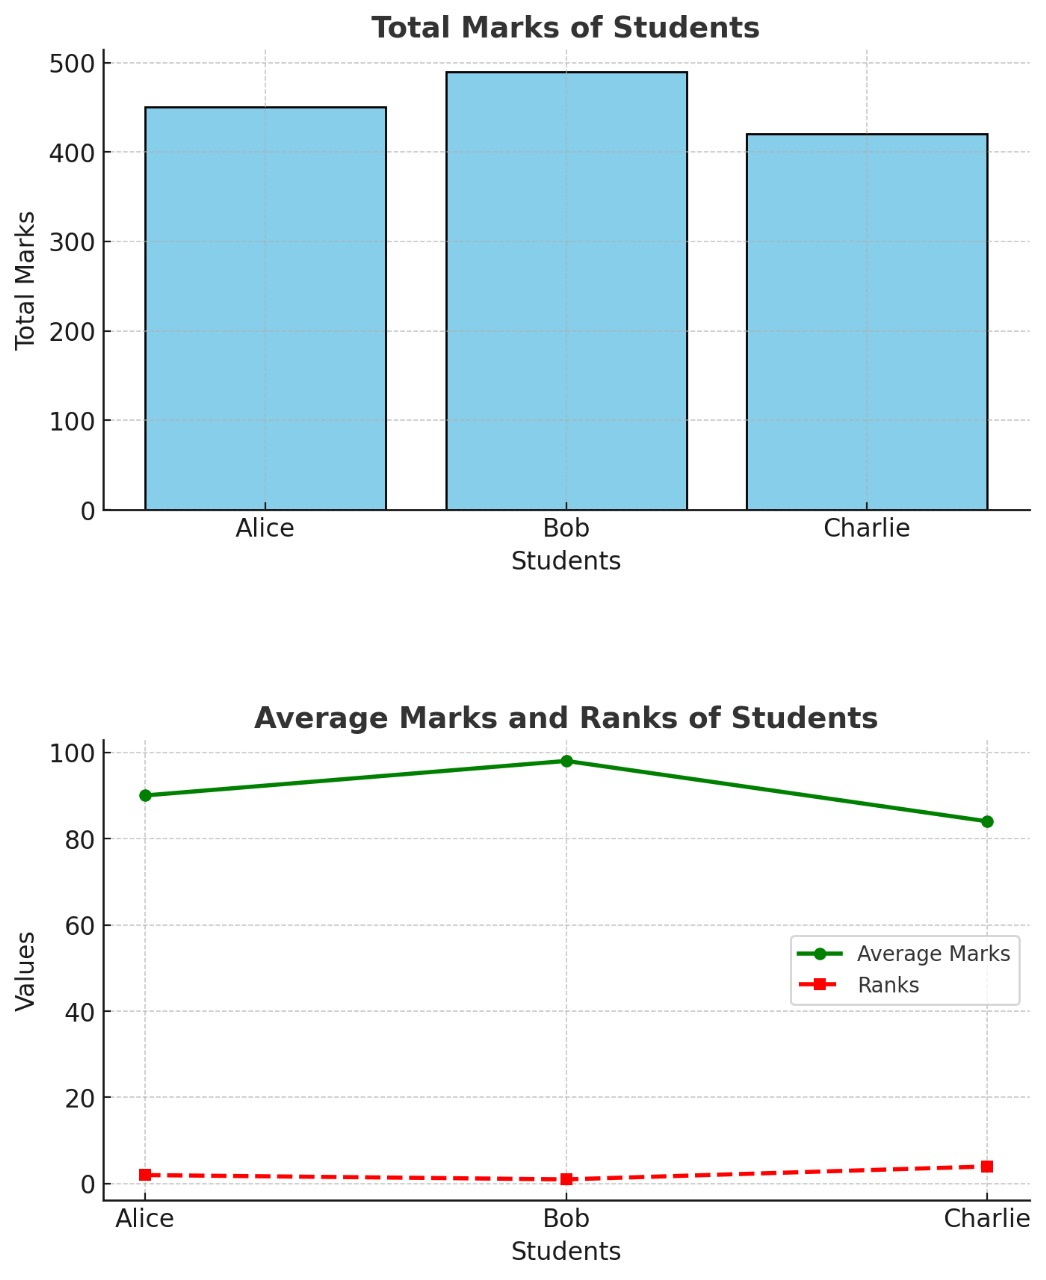 Total Marks of Students
500
400
300
200
100
0
Total Marks
Alice Bob Charlie
Students
Average Marks and Ranks of Students
100
80
60
40
20
0
Values
Average Marks
Ranks
Alice Bob Charlie
Students